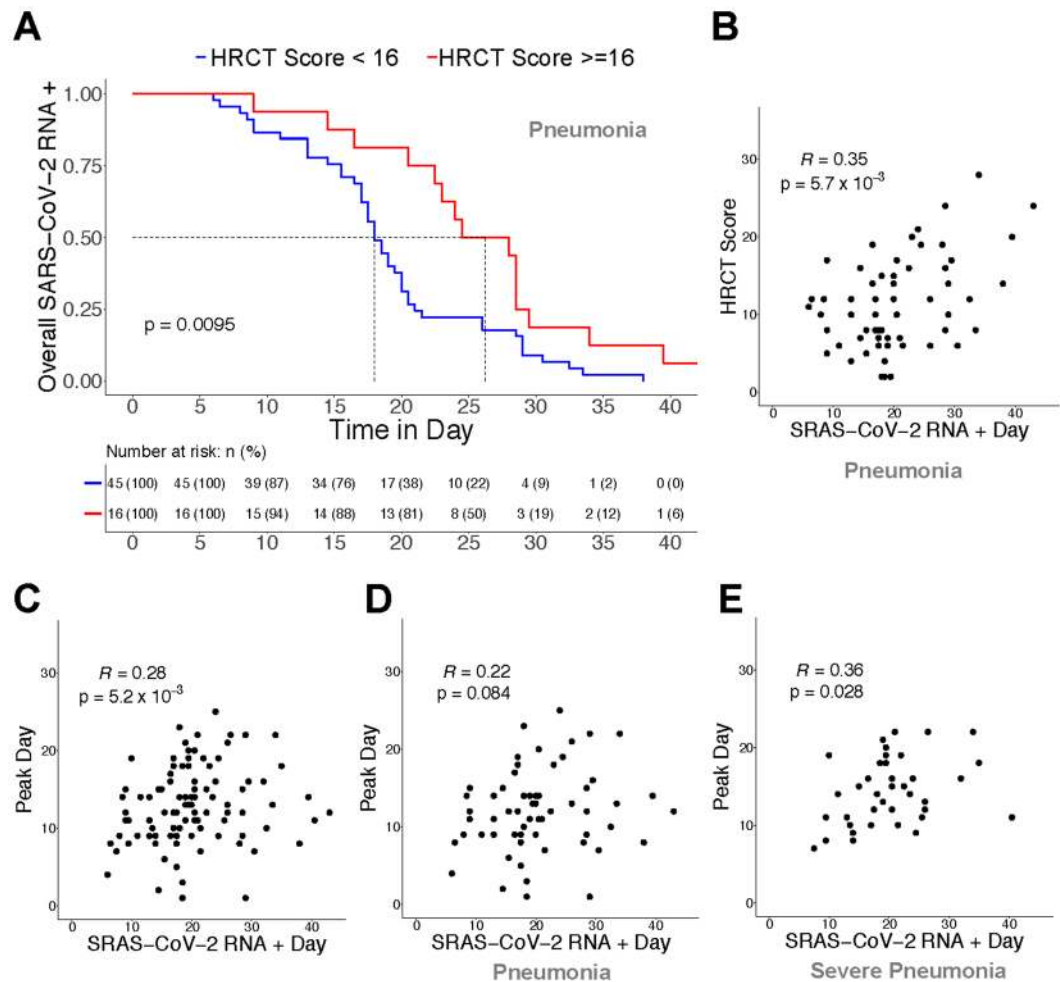 A
HRCT Score < 16 HRCT Score >=16
Overall SARS-CoV-2 RNA +
1.00
0.75
0.50
0.25
0.00
Pneumonia
p = 0.0095
0 5 10 15 20 25 30 35 40
Time in Day
Number at risk: n (%)
45 (100) 45 (100) 39 (87) 34 (76) 17 (38) 10 (22) 4 (9) 1 (2) 0 (0)
16 (100) 16 (100) 15 (94) 14 (88) 13 (81) 8 (50) 3 (19) 2 (12) 1 (6)
0 5 10 15 20 25 30 35 40
B
HRCT Score
30
20
10
0
R = 0.35
p = 5.7 x 10⁻³
0 10 20 30 40
SRAS-CoV-2 RNA + Day
Pneumonia
C
Peak Day
30
20
10
0
R = 0.28
p = 5.2 x 10⁻³
0 10 20 30 40
SRAS-CoV-2 RNA + Day
D
Peak Day
30
20
10
0
R = 0.22
p = 0.084
0 10 20 30 40
SRAS-CoV-2 RNA + Day
Pneumonia
E
Peak Day
30
20
10
0
R = 0.36
p = 0.028
0 10 20 30 40
SRAS-CoV-2 RNA + Day
Severe Pneumonia